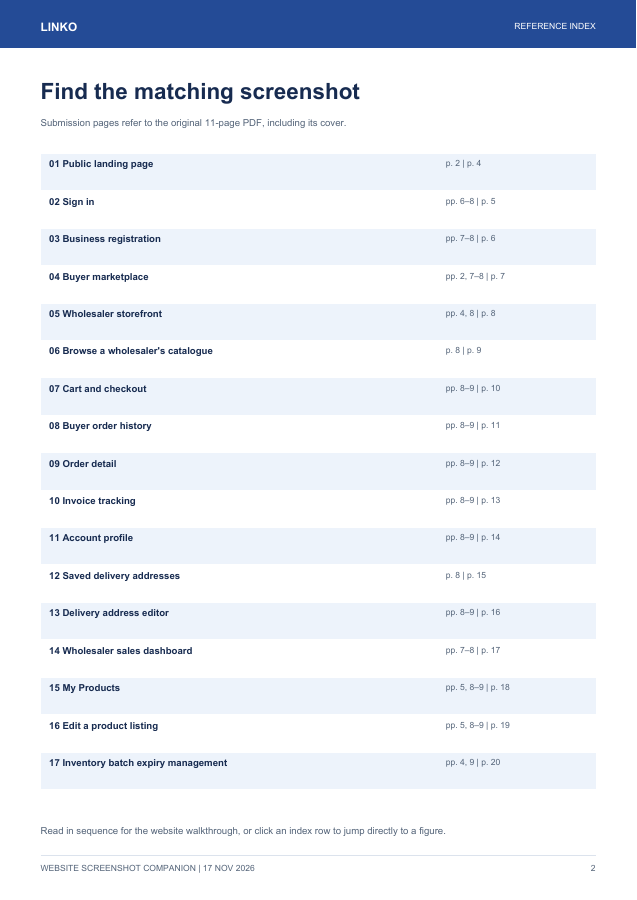 LINKO
REFERENCE INDEX
Find the matching screenshot
Submission pages refer to the original 11-page PDF, including its cover.
01 Public landing page p. 2 | p. 4
02 Sign in pp. 6–8 | p. 5
03 Business registration pp. 7–8 | p. 6
04 Buyer marketplace pp. 2, 7–8 | p. 7
05 Wholesaler storefront pp. 4, 8 | p. 8
06 Browse a wholesaler's catalogue p. 8 | p. 9
07 Cart and checkout pp. 8–9 | p. 10
08 Buyer order history pp. 8–9 | p. 11
09 Order detail pp. 8–9 | p. 12
10 Invoice tracking pp. 8–9 | p. 13
11 Account profile pp. 8–9 | p. 14
12 Saved delivery addresses p. 8 | p. 15
13 Delivery address editor pp. 8–9 | p. 16
14 Wholesaler sales dashboard pp. 7–8 | p. 17
15 My Products pp. 5, 8–9 | p. 18
16 Edit a product listing pp. 5, 8–9 | p. 19
17 Inventory batch expiry management pp. 4, 9 | p. 20
Read in sequence for the website walkthrough, or click an index row to jump directly to a figure.
WEBSITE SCREENSHOT COMPANION | 17 NOV 2026
2